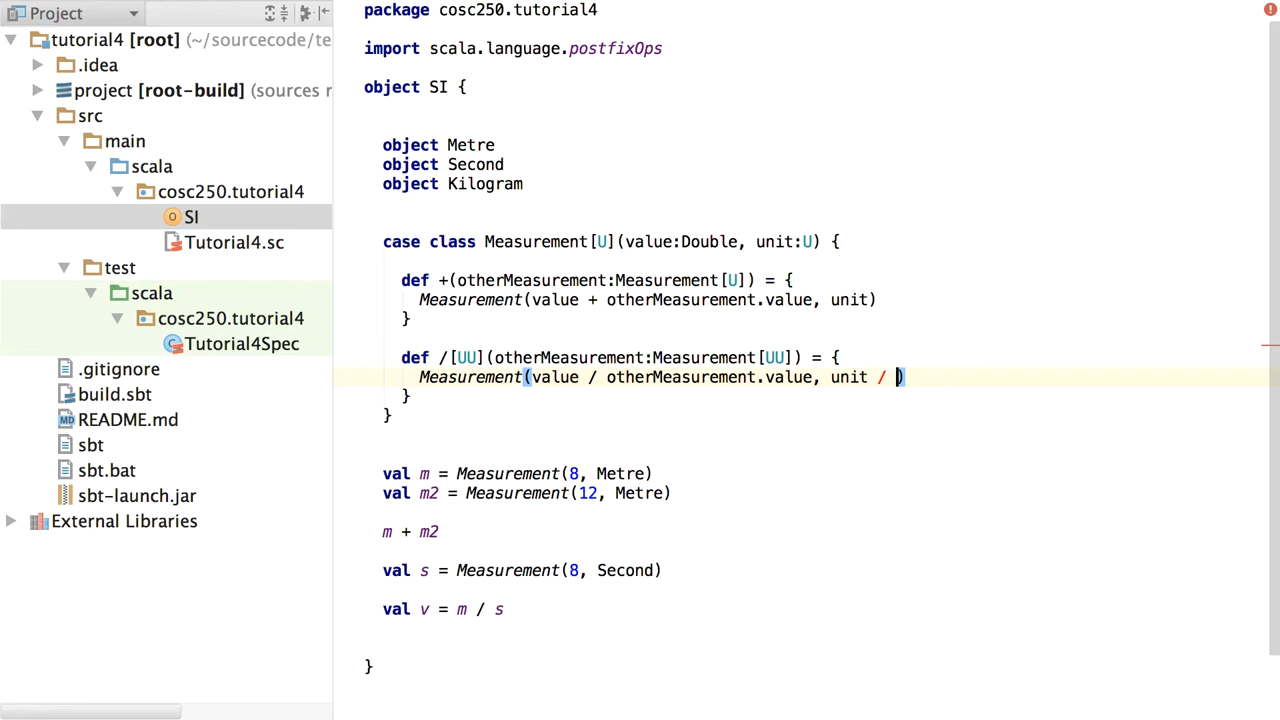 Project
tutorial4 [root] (~/sourcecode/te
.idea
project [root-build] (sources r
src
main
scala
cosc250.tutorial4
SI
Tutorial4.sc
test
scala
cosc250.tutorial4
Tutorial4Spec
.gitignore
build.sbt
README.md
sbt
sbt.bat
sbt-launch.jar
External Libraries
package cosc250.tutorial4
import scala.language.postfixOps
object SI {
object Metre
object Second
object Kilogram
case class Measurement[U](value:Double, unit:U) {
def +(otherMeasurement:Measurement[U]) = {
Measurement(value + otherMeasurement.value, unit)
}
def /[UU](otherMeasurement:Measurement[UU]) = {
Measurement(value / otherMeasurement.value, unit / )
}
}
val m = Measurement(8, Metre)
val m2 = Measurement(12, Metre)
m + m2
val s = Measurement(8, Second)
val v = m / s
}